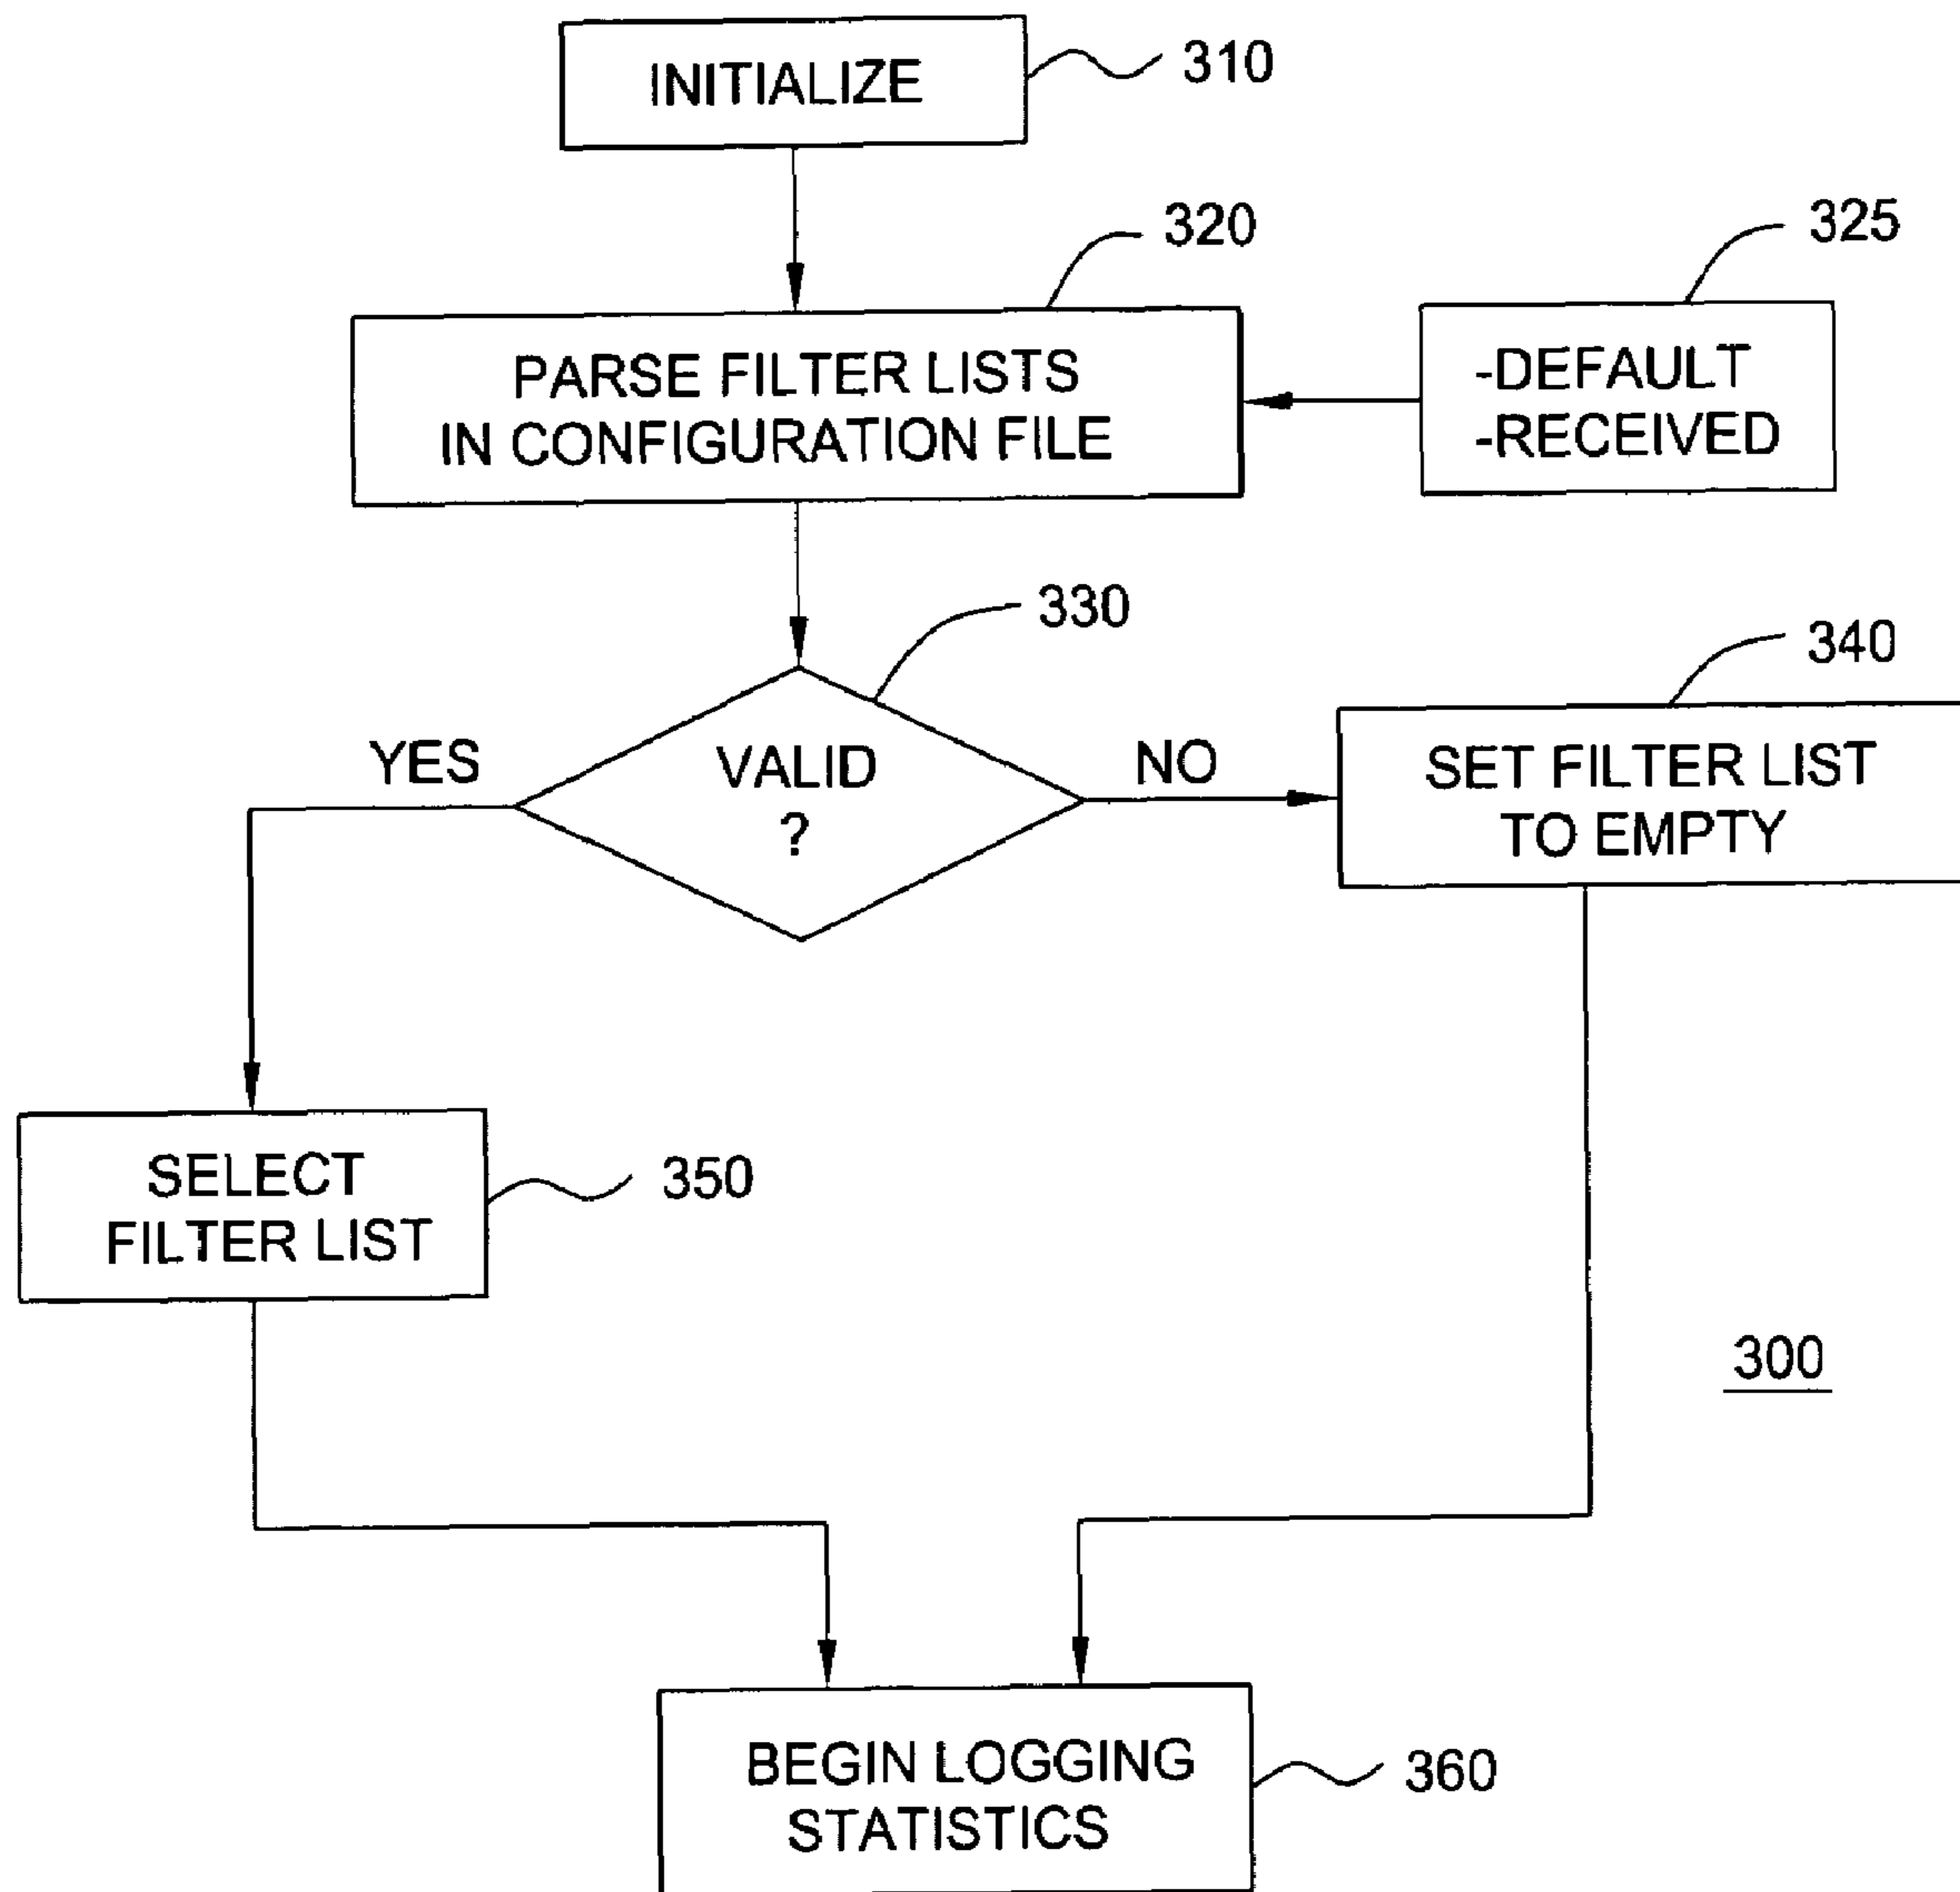 INITIALIZE
310
320
325
PARSE FILTER LISTS
IN CONFIGURATION FILE
-DEFAULT
-RECEIVED
330
340
YES
VALID
?
NO
SET FILTER LIST
TO EMPTY
SELECT
FILTER LIST
350
300
BEGIN LOGGING
STATISTICS
360